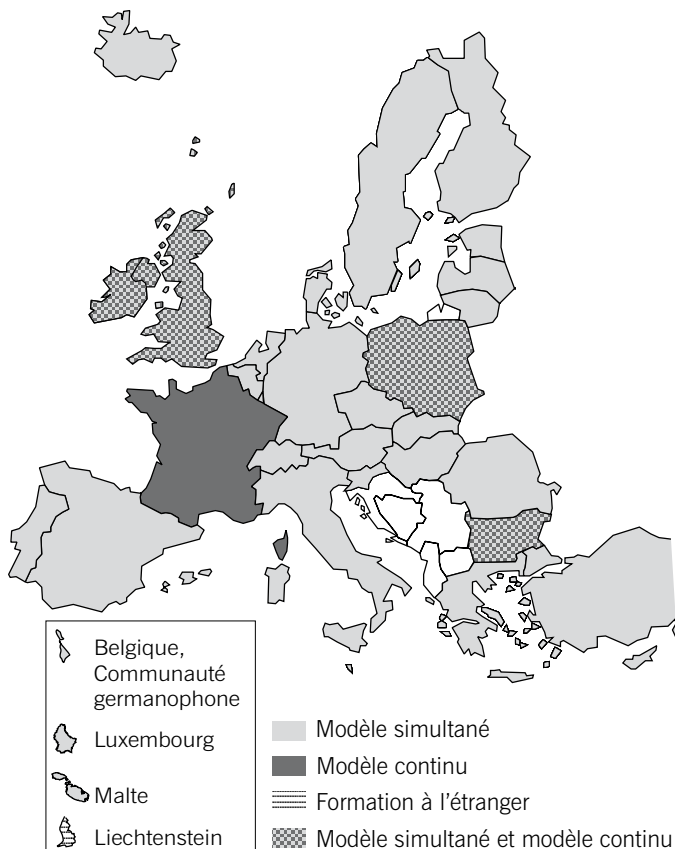 Belgique,
Communauté
germanophone
Luxembourg
Malte
Liechtenstein
Modèle simultané
Modèle continu
Formation à l'étranger
Modèle simultané et modèle continu